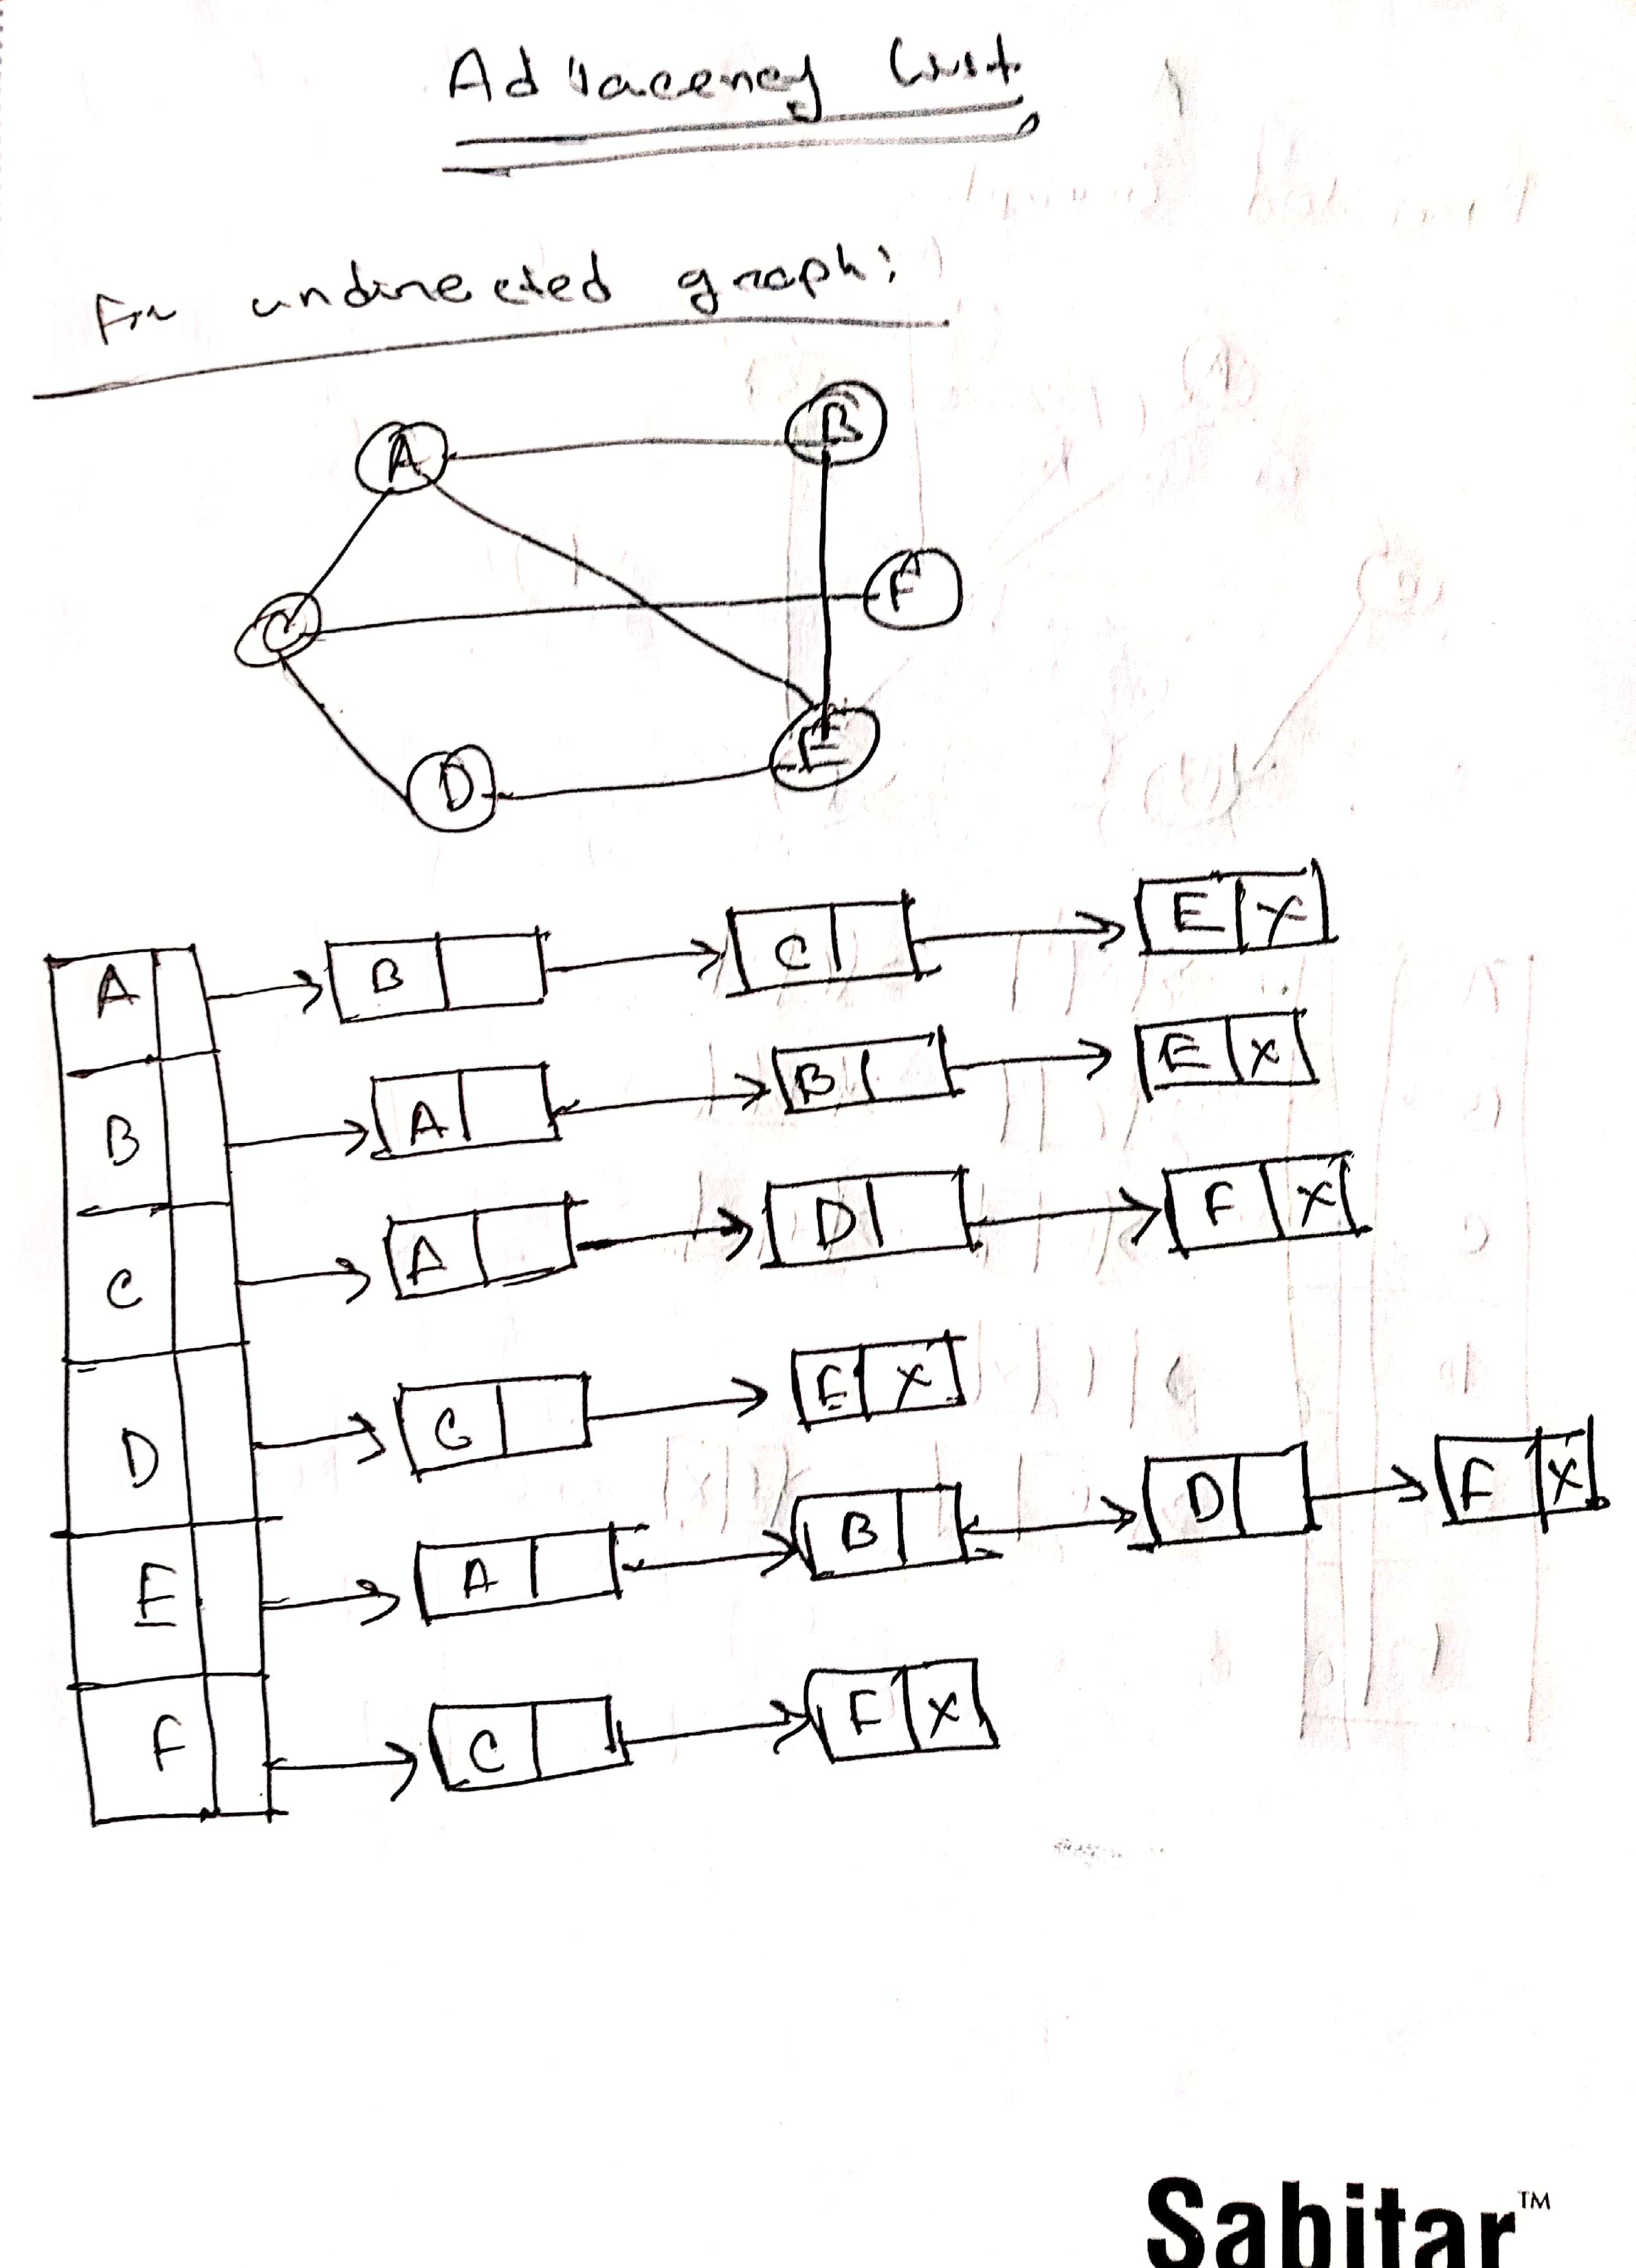 Adjacency List
For undirected graph:
A B
F
C
E
D
A B C E X
B A B E X
C A D F X
D C E X
E A B D F X
F C F X
Sabitar™